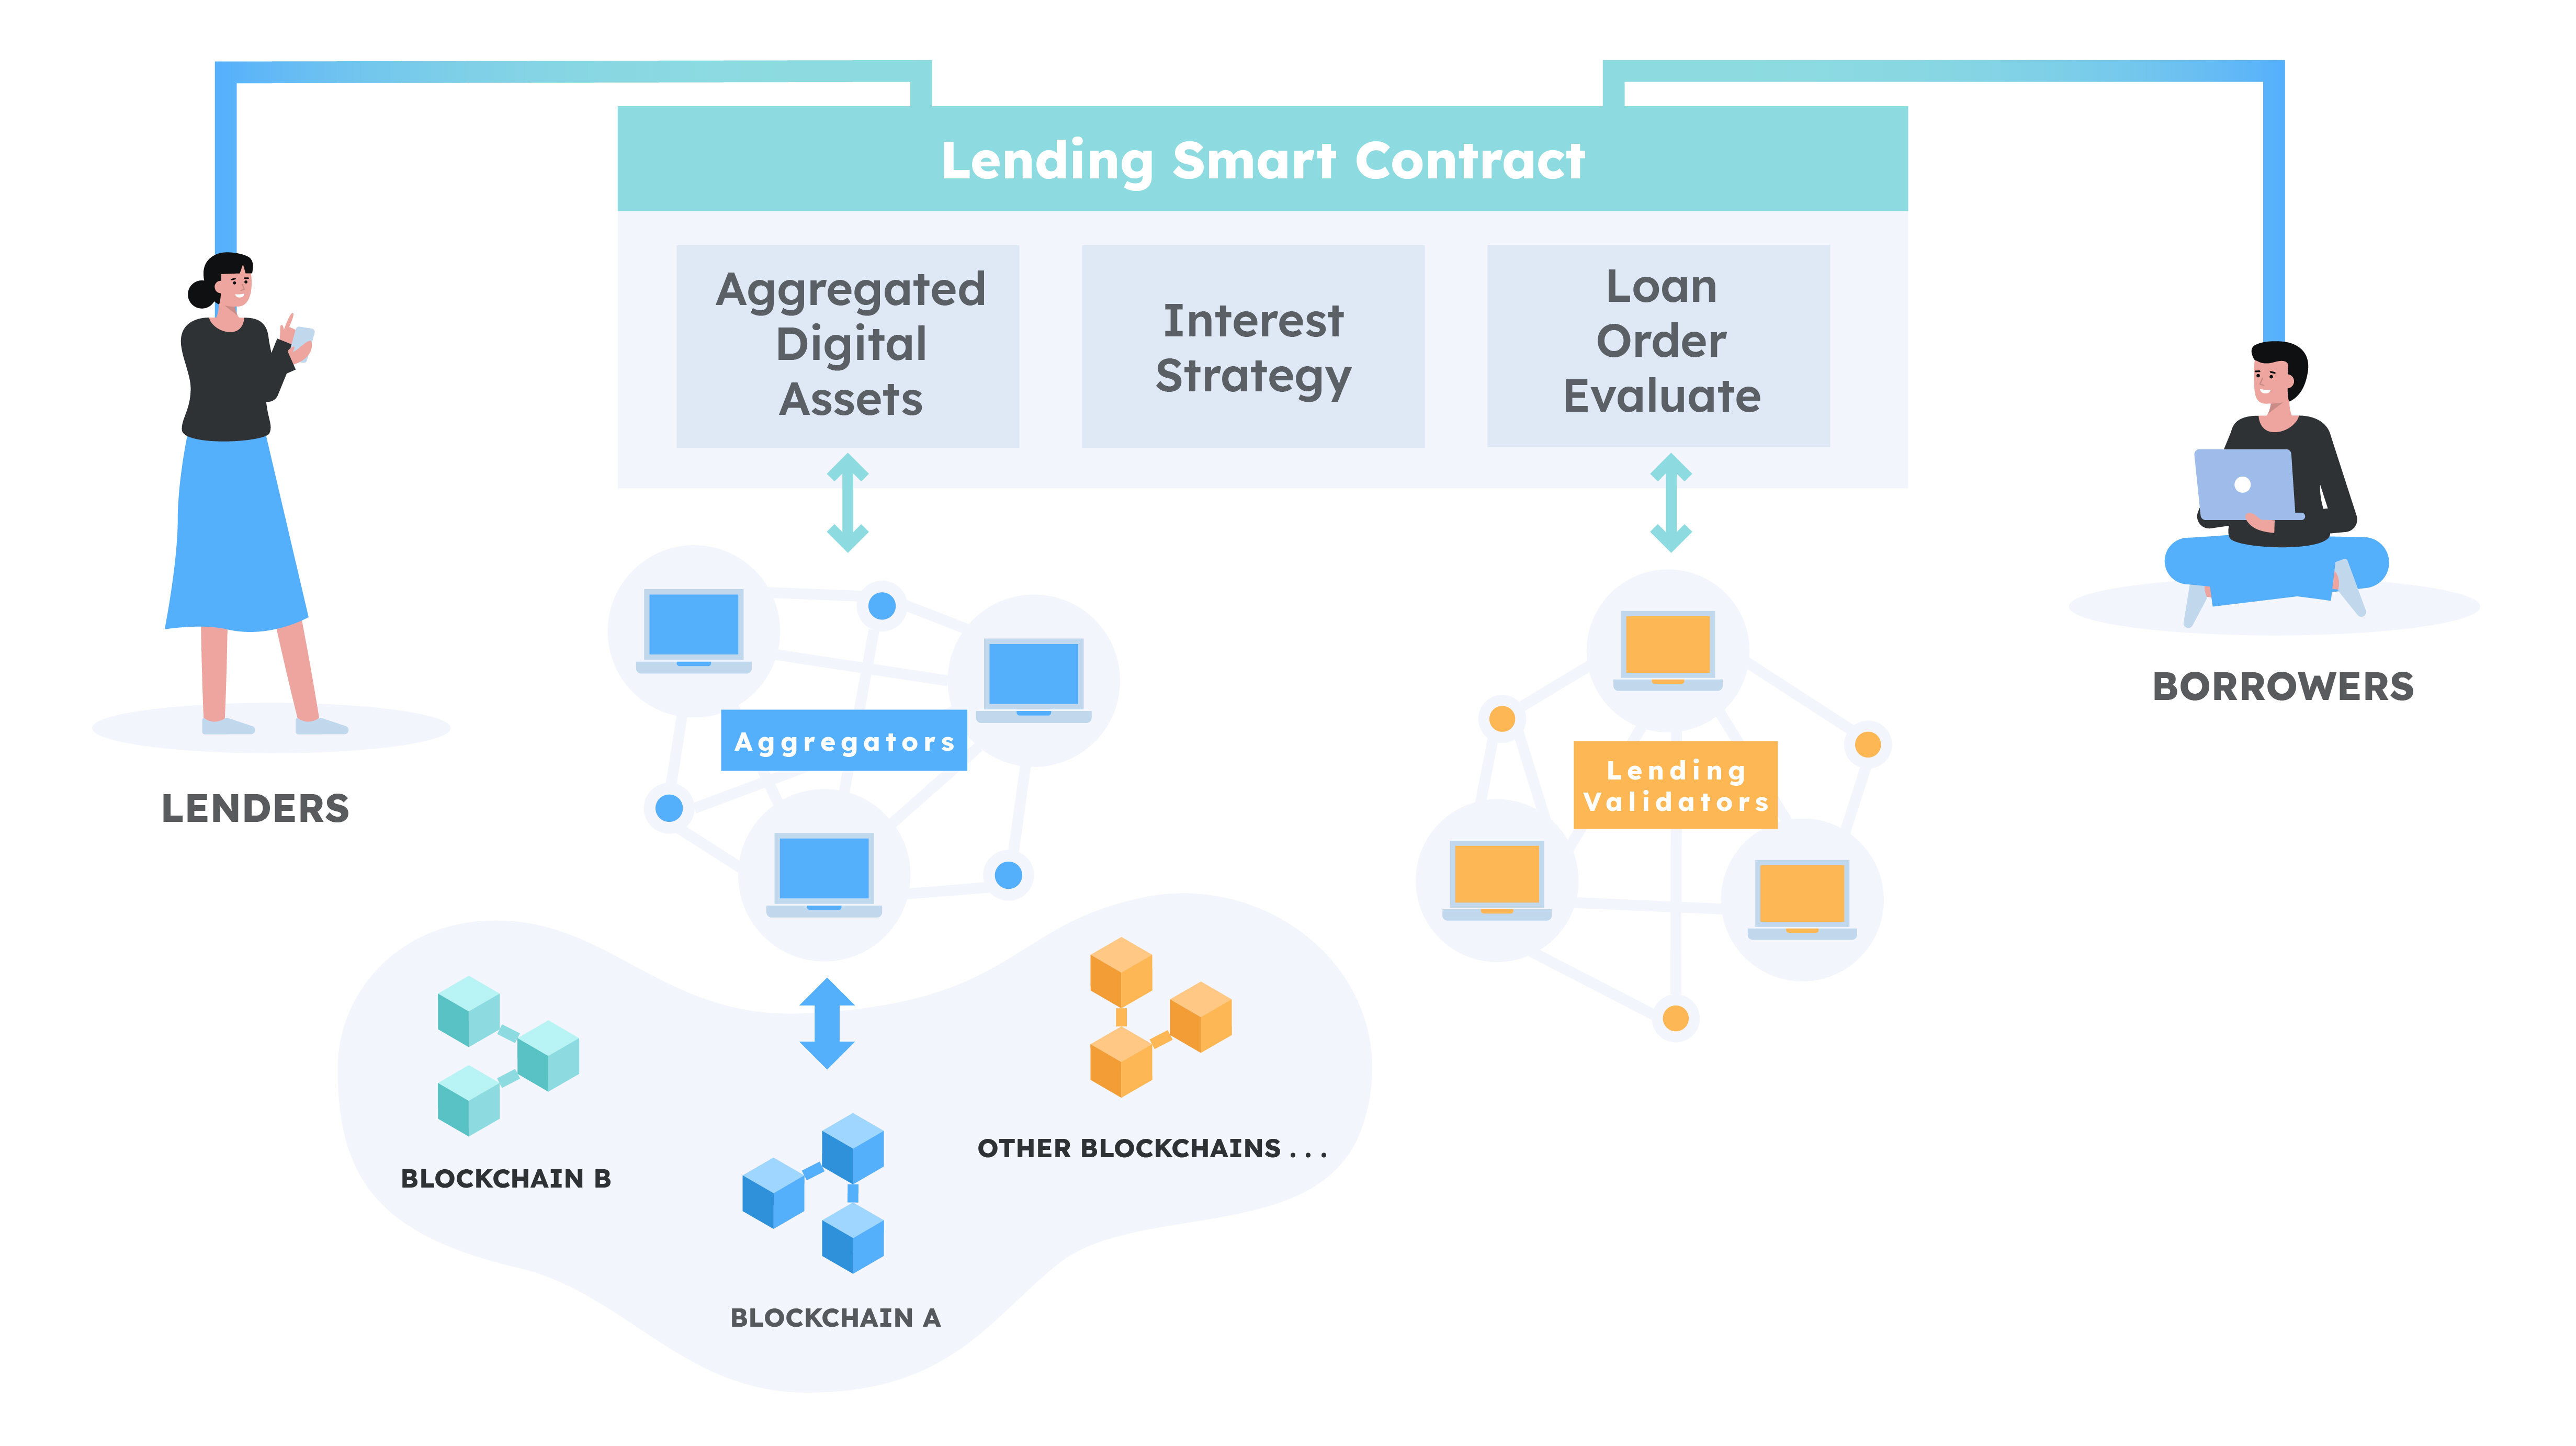 Lending Smart Contract
Aggregated
Digital
Assets
Interest
Strategy
Loan
Order
Evaluate
LENDERS
BORROWERS
Aggregators
Lending
Validators
BLOCKCHAIN B
BLOCKCHAIN A
OTHER BLOCKCHAINS . . .